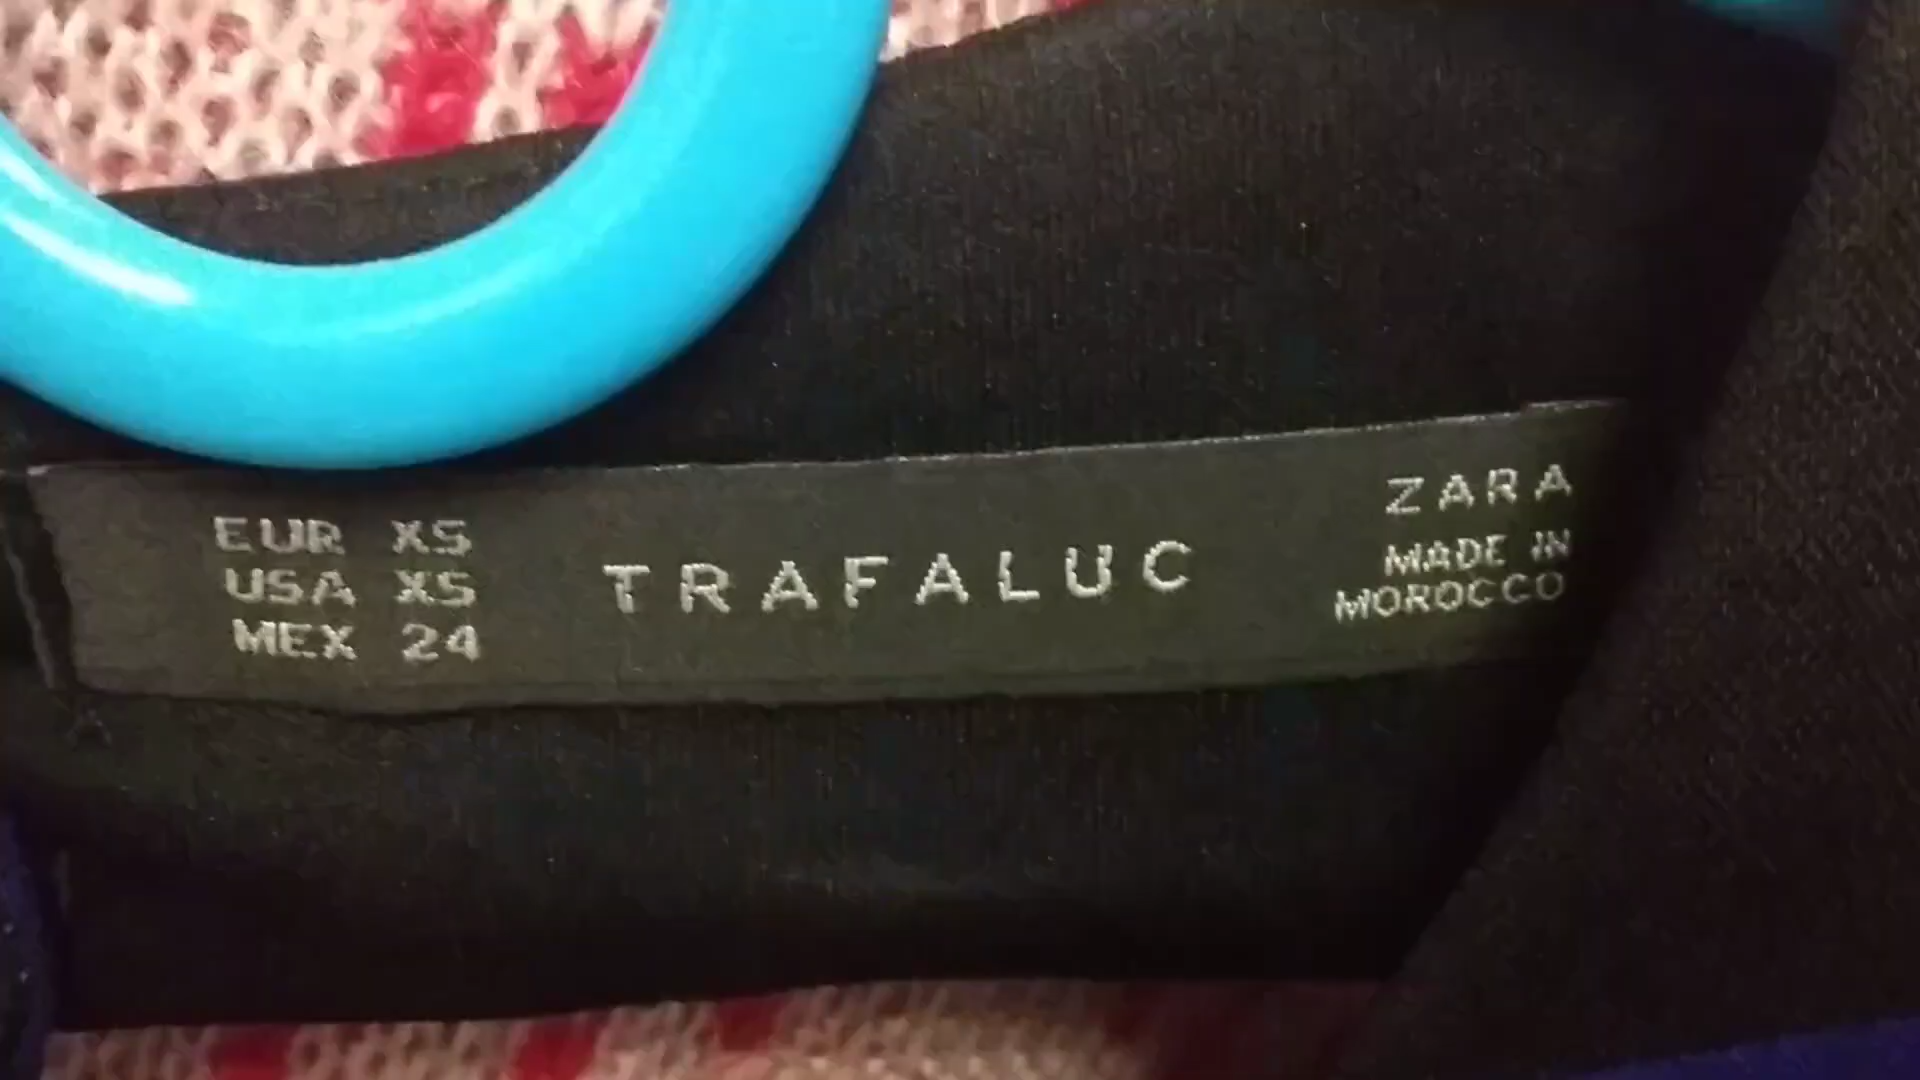 EUR XS
USA XS
MEX 24
TRAFALUC
ZARA
MADE IN
MOROCCO